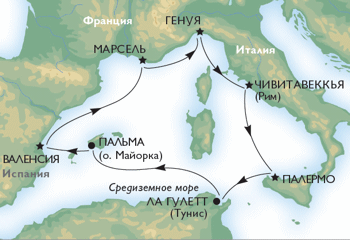 Франция
ГЕНУЯ
МАРСЕЛЬ
Италия
ЧИВИТАВЕККЬЯ
(Рим)
ПАЛЬМА
(о. Майорка)
ВАЛЕНСИЯ
Испания
Средиземное море
ПАЛЕРМО
ЛА ГУЛЕТТ
(Тунис)